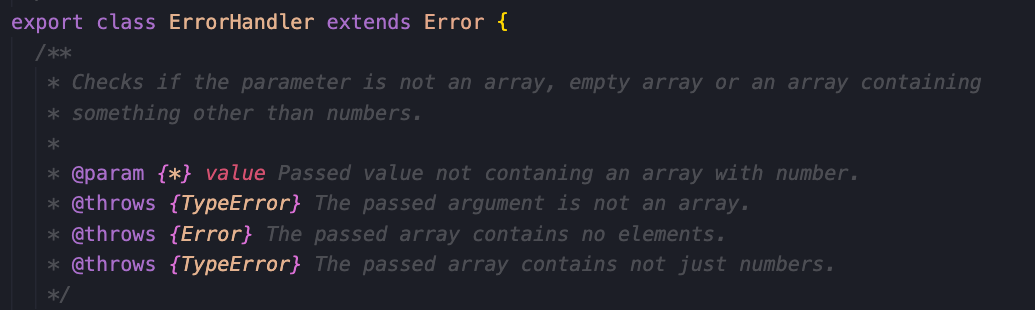 export class ErrorHandler extends Error {
/**
* Checks if the parameter is not an array, empty array or an array containing
* something other than numbers.
*
* @param {*} value Passed value not contaning an array with number.
* @throws {TypeError} The passed argument is not an array.
* @throws {Error} The passed array contains no elements.
* @throws {TypeError} The passed array contains not just numbers.
*/